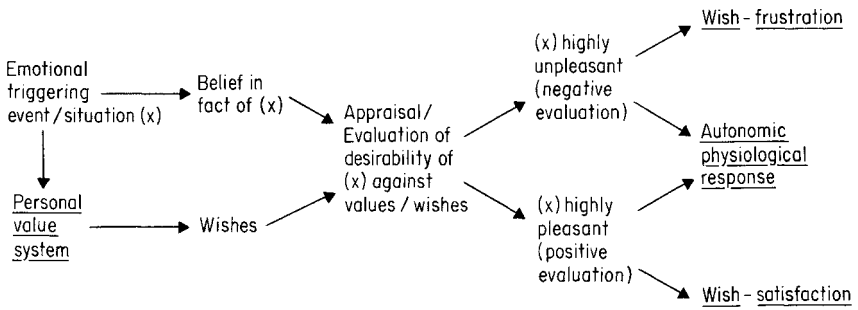 Emotional
triggering
event/situation (x)
Belief in
fact of (x)
Personal
value
system
Wishes
Appraisal/
Evaluation of
desirability of
(x) against
values/wishes
(x) highly
unpleasant
(negative
evaluation)
(x) highly
pleasant
(positive
evaluation)
Wish-frustration
Autonomic
physiological
response
Wish-satisfaction